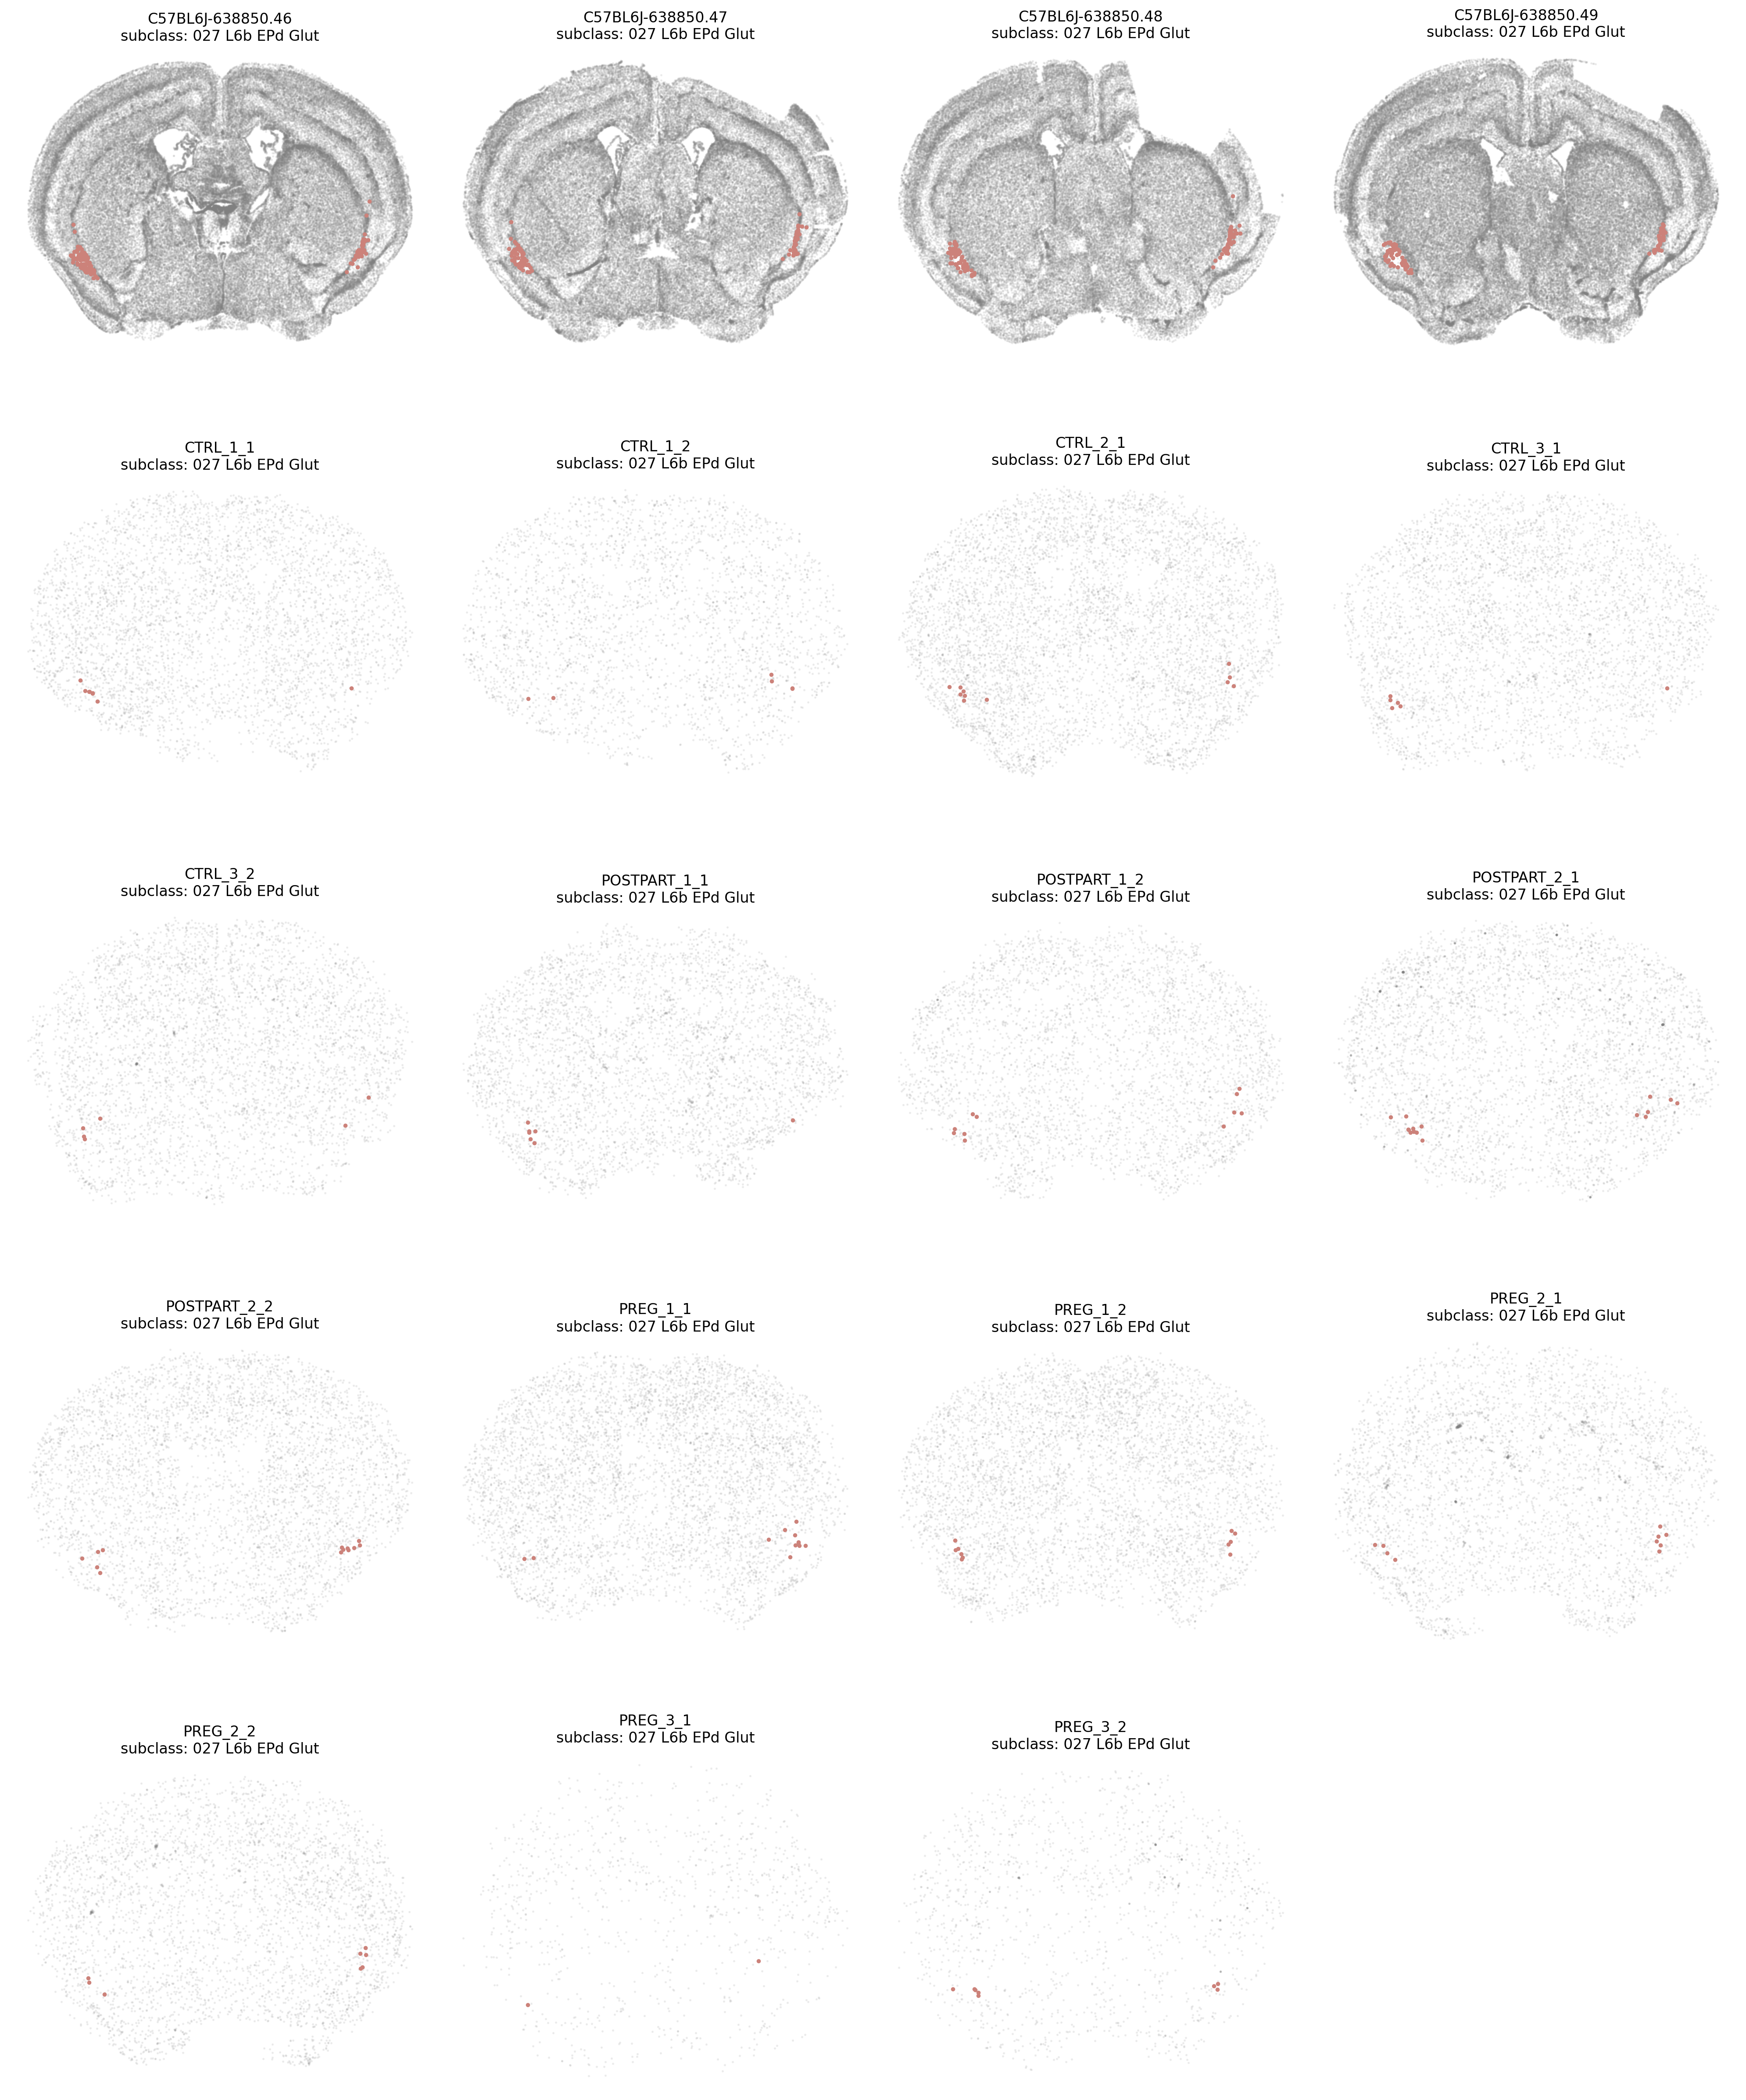 C57BL6J-638850.46
subclass: 027 L6b EPd Glut
C57BL6J-638850.47
subclass: 027 L6b EPd Glut
C57BL6J-638850.48
subclass: 027 L6b EPd Glut
C57BL6J-638850.49
subclass: 027 L6b EPd Glut
CTRL_1_1
subclass: 027 L6b EPd Glut
CTRL_1_2
subclass: 027 L6b EPd Glut
CTRL_2_1
subclass: 027 L6b EPd Glut
CTRL_3_1
subclass: 027 L6b EPd Glut
CTRL_3_2
subclass: 027 L6b EPd Glut
POSTPART_1_1
subclass: 027 L6b EPd Glut
POSTPART_1_2
subclass: 027 L6b EPd Glut
POSTPART_2_1
subclass: 027 L6b EPd Glut
POSTPART_2_2
subclass: 027 L6b EPd Glut
PREG_1_1
subclass: 027 L6b EPd Glut
PREG_1_2
subclass: 027 L6b EPd Glut
PREG_2_1
subclass: 027 L6b EPd Glut
PREG_2_2
subclass: 027 L6b EPd Glut
PREG_3_1
subclass: 027 L6b EPd Glut
PREG_3_2
subclass: 027 L6b EPd Glut